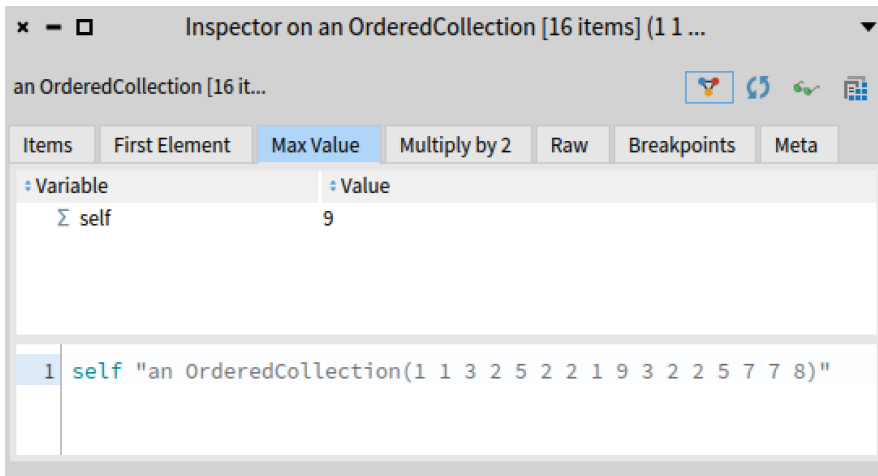 Inspector on an OrderedCollection [16 items] (1 1 ...
an OrderedCollection [16 it...
Items First Element Max Value Multiply by 2 Raw Breakpoints Meta
Variable Value
Σ self 9
1 self "an OrderedCollection(1 1 3 2 5 2 2 1 9 3 2 2 5 7 7 8)"